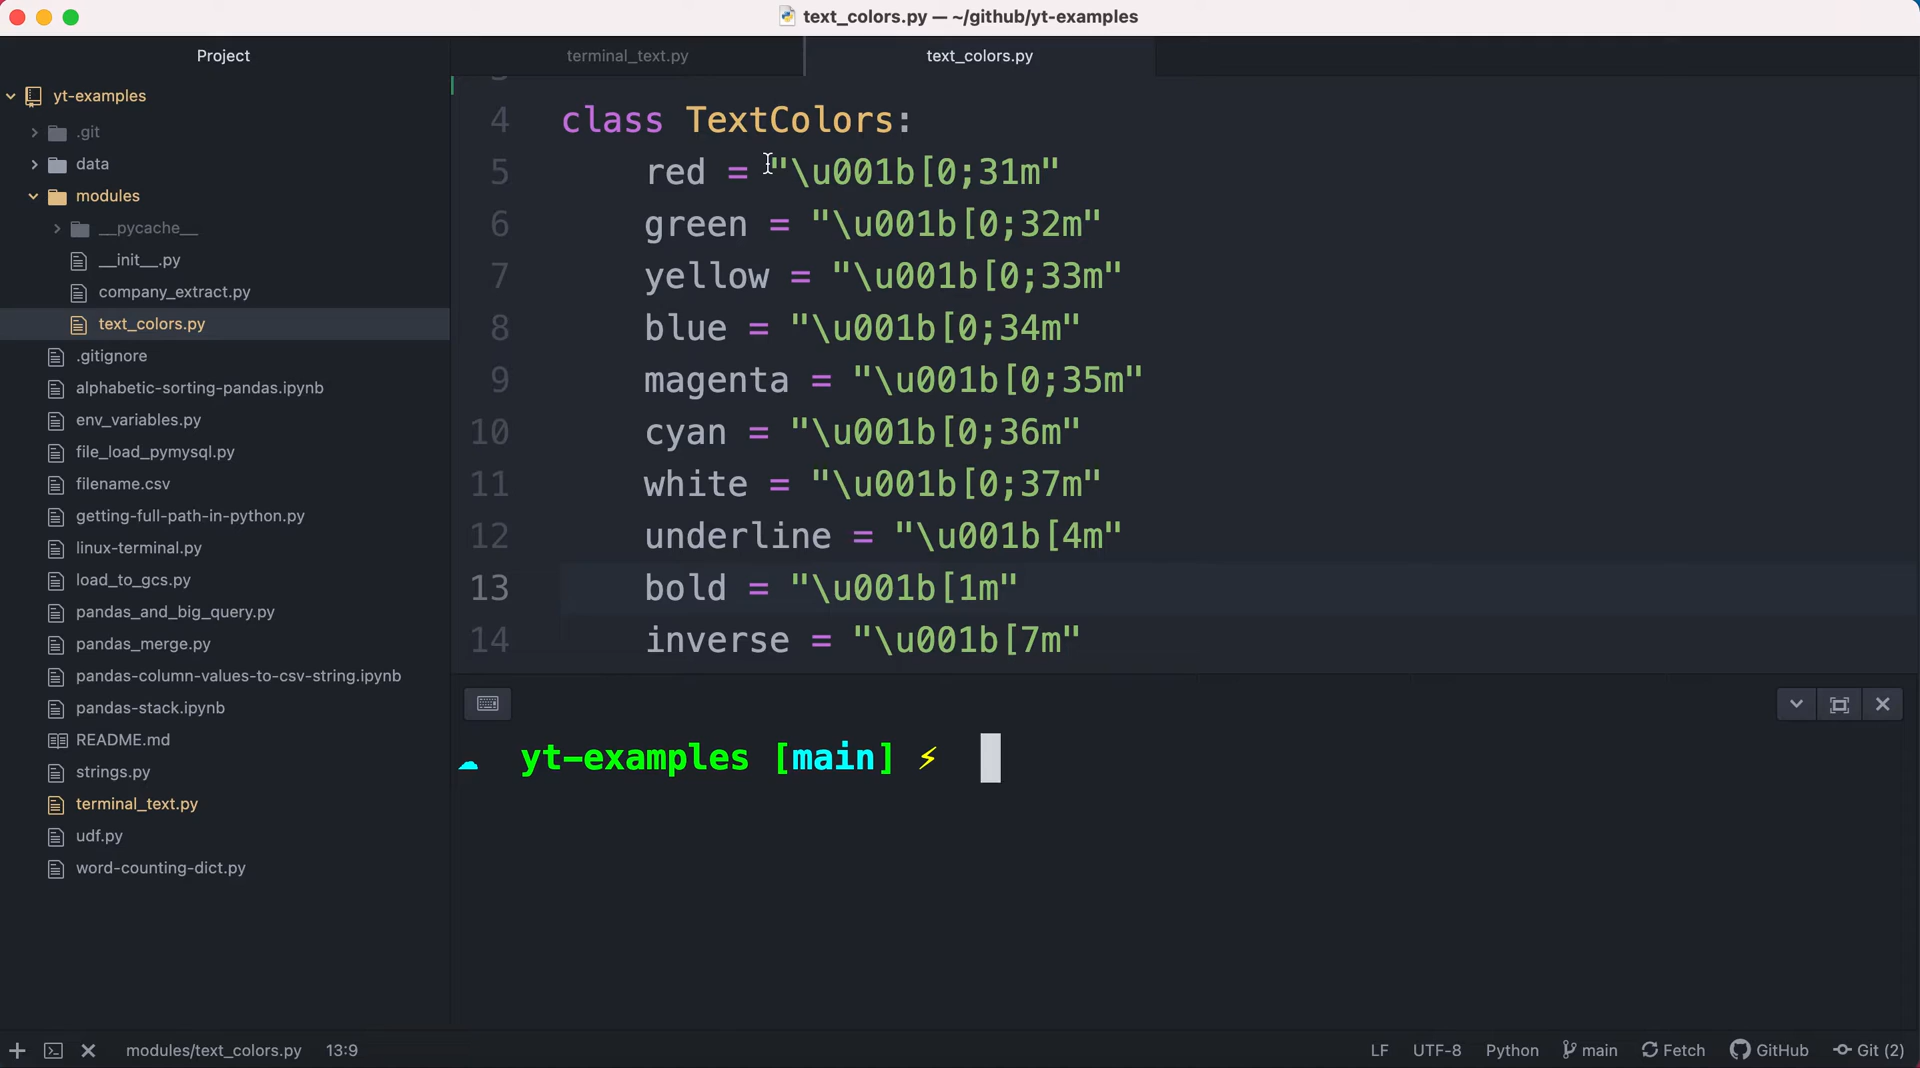 text_colors.py — ~/github/yt-examples
Project
terminal_text.py
text_colors.py
yt-examples
.git
data
modules
__pycache__
__init__.py
company_extract.py
text_colors.py
.gitignore
alphabetic-sorting-pandas.ipynb
env_variables.py
file_load_pymysql.py
filename.csv
getting-full-path-in-python.py
linux-terminal.py
load_to_gcs.py
pandas_and_big_query.py
pandas_merge.py
pandas-column-values-to-csv-string.ipynb
pandas-stack.ipynb
README.md
strings.py
terminal_text.py
udf.py
word-counting-dict.py
4 class TextColors:
5 red = "\u001b[0;31m"
6 green = "\u001b[0;32m"
7 yellow = "\u001b[0;33m"
8 blue = "\u001b[0;34m"
9 magenta = "\u001b[0;35m"
10 cyan = "\u001b[0;36m"
11 white = "\u001b[0;37m"
12 underline = "\u001b[4m"
13 bold = "\u001b[1m"
14 inverse = "\u001b[7m"
☁ yt-examples [main] ⚡
modules/text_colors.py 13:9 LF UTF-8 Python main Fetch GitHub Git (2)